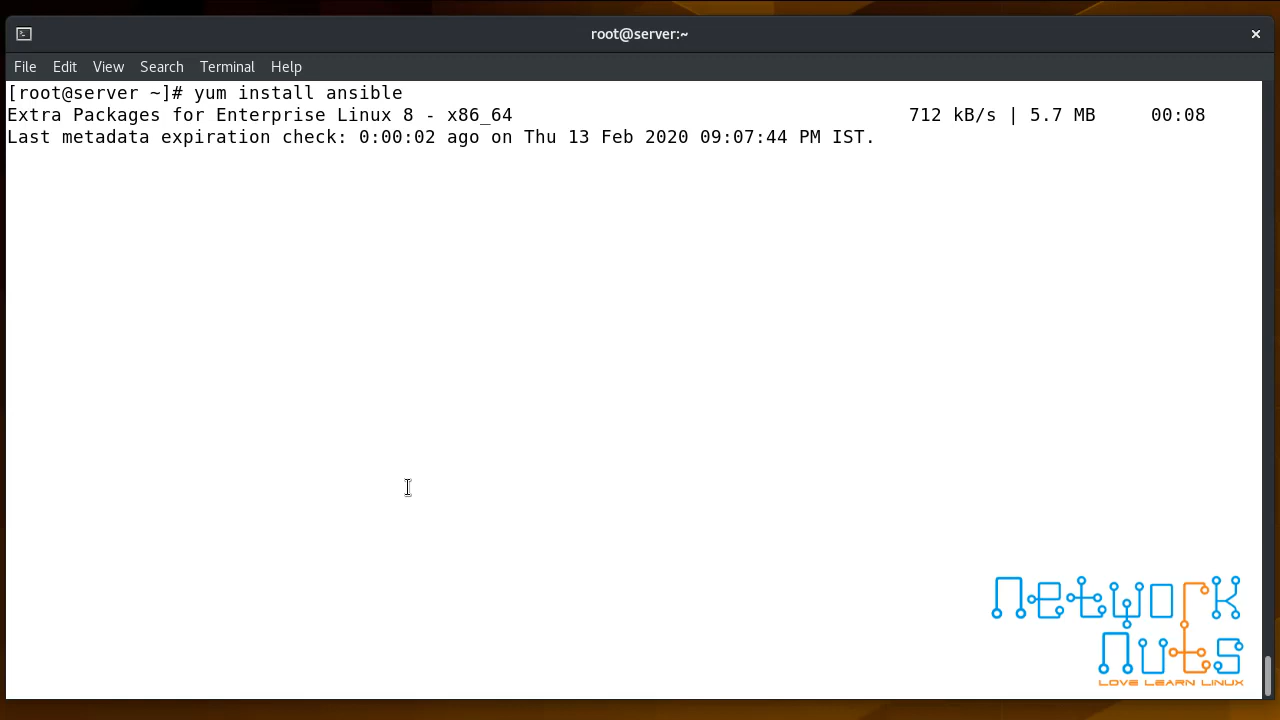 root@server:~
File Edit View Search Terminal Help
[root@server ~]# yum install ansible
Extra Packages for Enterprise Linux 8 - x86_64 712 kB/s | 5.7 MB 00:08
Last metadata expiration check: 0:00:02 ago on Thu 13 Feb 2020 09:07:44 PM IST.
network
nuts
LOVE LEARN LINUX